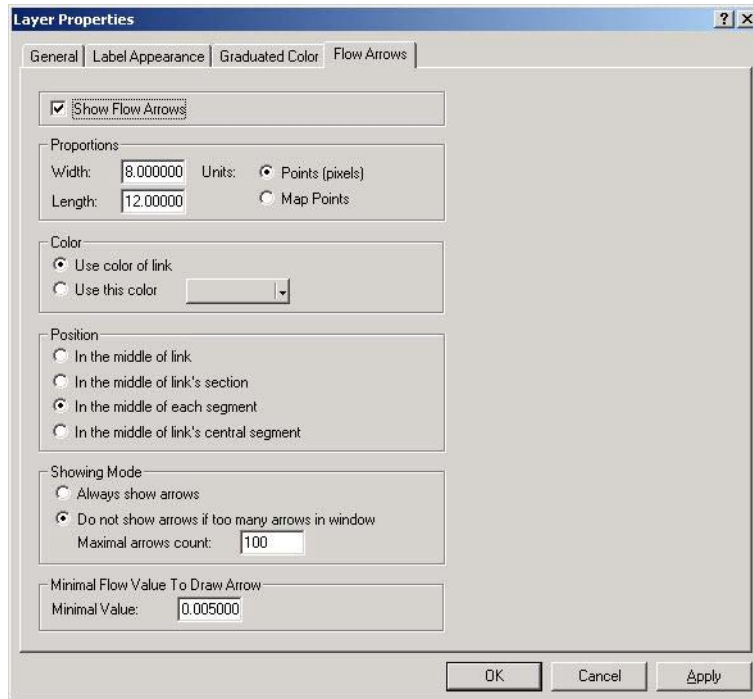 Layer Properties
General Label Appearance Graduated Color Flow Arrows
Show Flow Arrows
Proportions
Width: 8.000000 Units: Points (pixels)
Length: 12.00000 Map Points
Color
Use color of link
Use this color
Position
In the middle of link
In the middle of link's section
In the middle of each segment
In the middle of link's central segment
Showing Mode
Always show arrows
Do not show arrows if too many arrows in window
Maximal arrows count: 100
Minimal Flow Value To Draw Arrow
Minimal Value: 0.005000
OK Cancel Apply